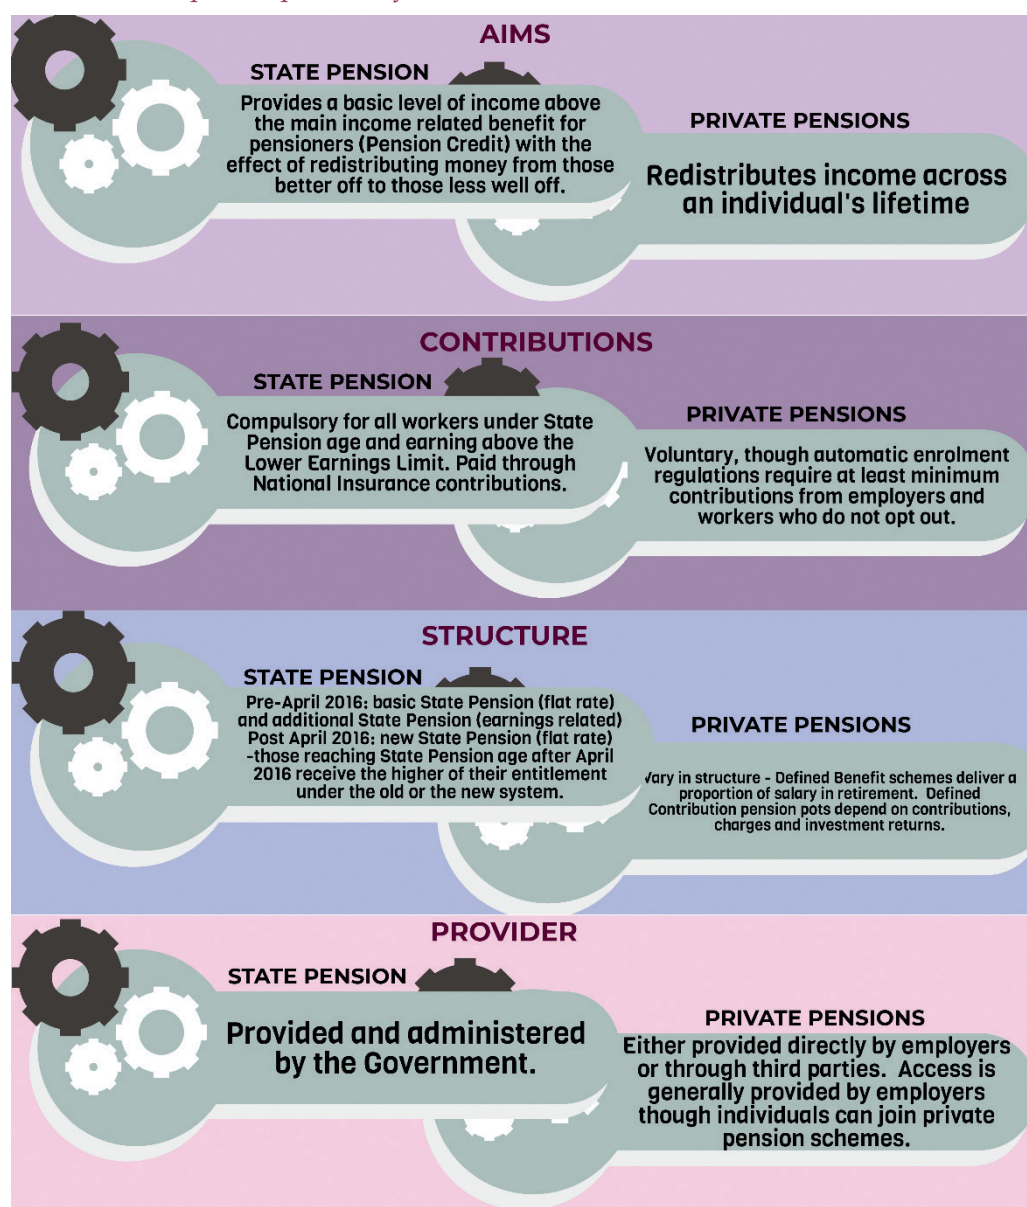 AIMS
STATE PENSION
Provides a basic level of income above
the main income related benefit for
pensioners (Pension Credit) with the
effect of redistributing money from those
better off to those less well off.
PRIVATE PENSIONS
Redistributes income across
an individual's lifetime
CONTRIBUTIONS
STATE PENSION
Compulsory for all workers under State
Pension age and earning above the
Lower Earnings Limit. Paid through
National Insurance contributions.
PRIVATE PENSIONS
Voluntary, though automatic enrolment
regulations require at least minimum
contributions from employers and
workers who do not opt out.
STRUCTURE
STATE PENSION
Pre-April 2016: basic State Pension (flat rate)
and additional State Pension (earnings related)
Post April 2016: new State Pension (flat rate)
-those reaching State Pension age after April
2016 receive the higher of their entitlement
under the old or the new system.
PRIVATE PENSIONS
Vary in structure - Defined Benefit schemes deliver a
proportion of salary in retirement. Defined
Contribution pension pots depend on contributions,
charges and investment returns.
PROVIDER
STATE PENSION
Provided and administered
by the Government.
PRIVATE PENSIONS
Either provided directly by employers
or through third parties. Access is
generally provided by employers
though individuals can join private
pension schemes.